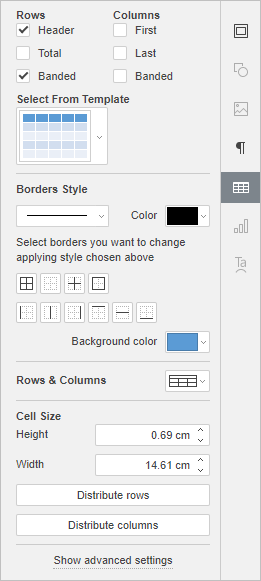 Rows Columns
Header First
Total Last
Banded Banded
Select From Template
Borders Style
Color
Select borders you want to change
applying style chosen above
Background color
Rows & Columns
Cell Size
Height 0.69 cm
Width 14.61 cm
Distribute rows
Distribute columns
Show advanced settings
¶
Ta